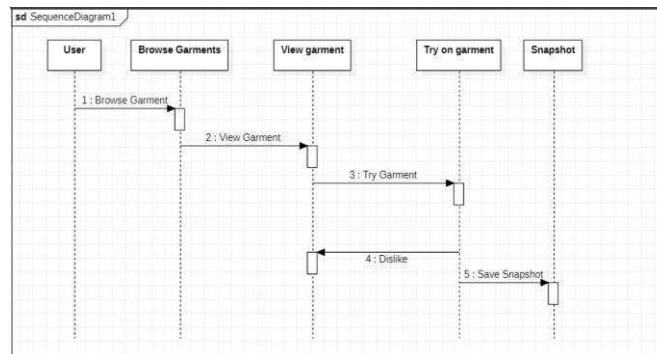 sd SequenceDiagram1
User
Browse Garments
View garment
Try on garment
Snapshot
1 : Browse Garment
2 : View Garment
3 : Try Garment
4 : Dislike
5 : Save Snapshot